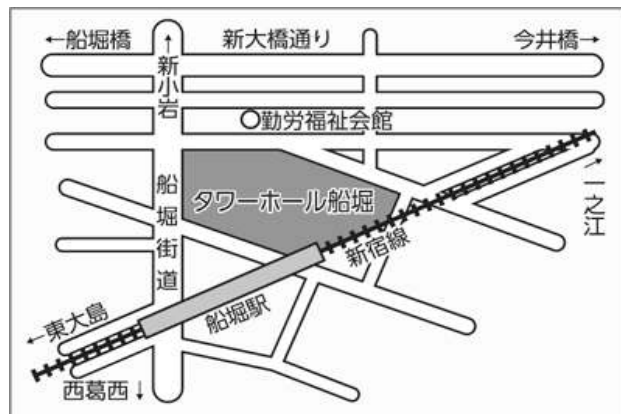 ←船堀橋
新大橋通り
今井橋→
↑新小岩
勤労福祉会館
船堀街道
タワーホール船堀
新宿線
一之江
船堀駅
←東大島
西葛西↓